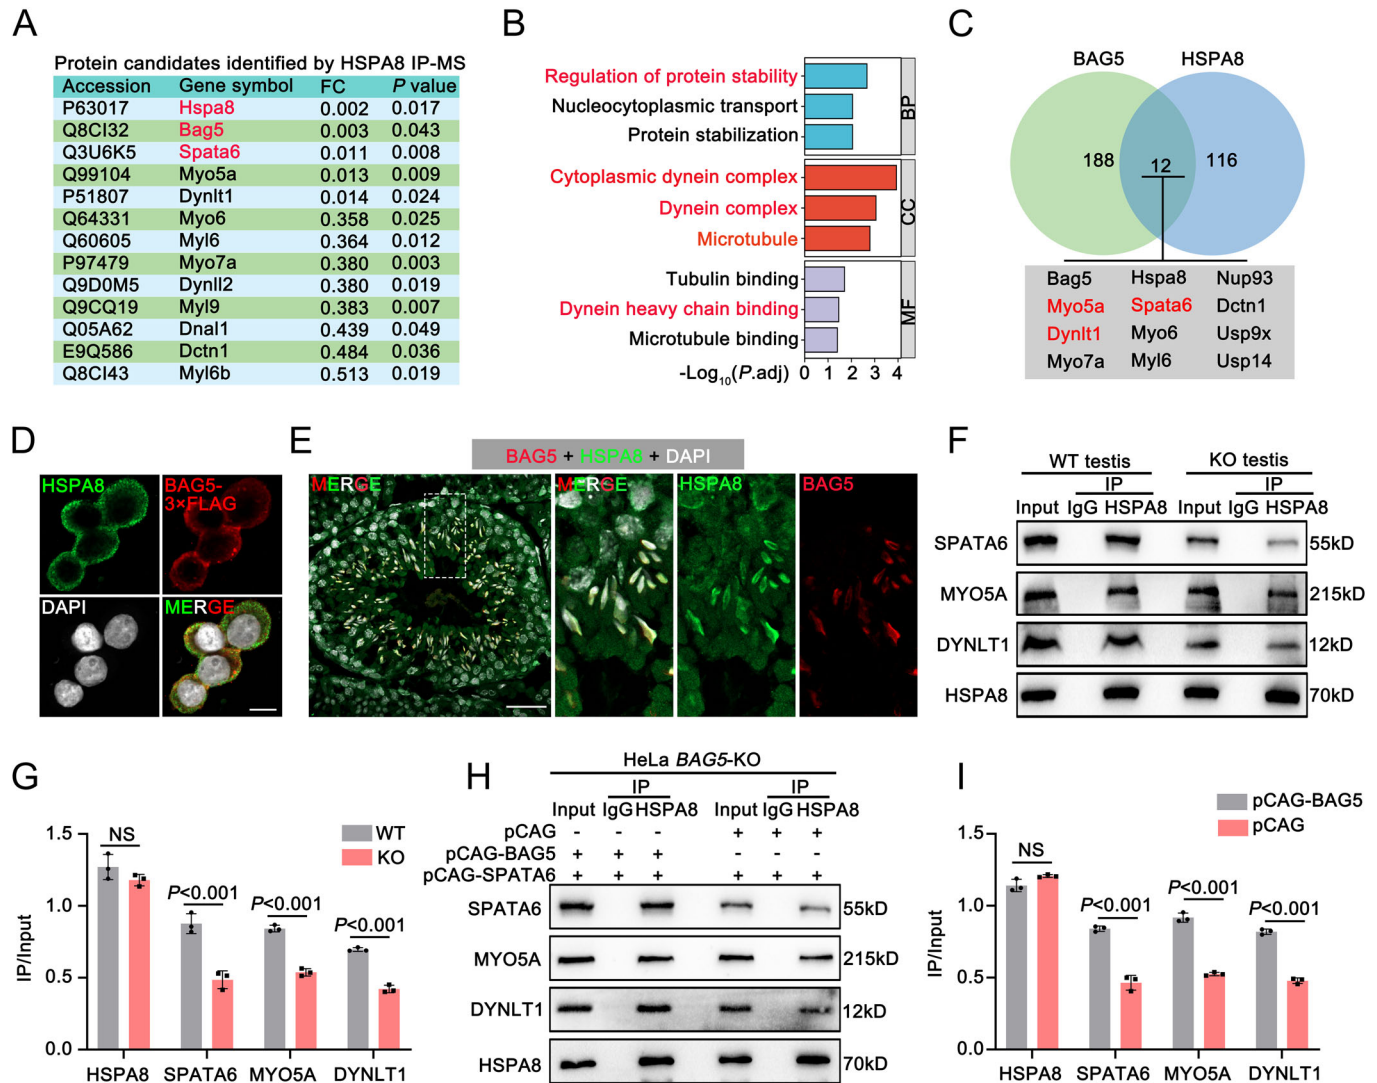 A
Protein candidates identified by HSPA8 IP-MS
Accession Gene symbol FC P value
P63017 Hspa8 0.002 0.017
Q8CI32 Bag5 0.003 0.043
Q3U6K5 Spata6 0.011 0.008
Q99104 Myo5a 0.013 0.009
P51807 Dynlt1 0.014 0.024
Q64331 Myo6 0.358 0.025
Q60605 Myl6 0.364 0.012
P97479 Myo7a 0.380 0.003
Q9D0M5 Dynll2 0.380 0.019
Q9CQ19 Myl9 0.383 0.007
Q05A62 Dnal1 0.439 0.049
E9Q586 Dctn1 0.484 0.036
Q8CI43 Myl6b 0.513 0.019
B
Regulation of protein stability
Nucleocytoplasmic transport
Protein stabilization
BP
Cytoplasmic dynein complex
Dynein complex
Microtubule
CC
Tubulin binding
Dynein heavy chain binding
Microtubule binding
MF
-Log10(P.adj) 0 1 2 3 4
C
BAG5 HSPA8
188 12 116
Bag5 Hspa8 Nup93
Myo5a Spata6 Dctn1
Dynlt1 Myo6 Usp9x
Myo7a Myl6 Usp14
D
HSPA8 BAG5-
3×FLAG
DAPI MERGE
E
BAG5 + HSPA8 + DAPI
MERGE MERGE HSPA8 BAG5
F
WT testis KO testis
IP IP
Input IgG HSPA8 Input IgG HSPA8
SPATA6 55kD
MYO5A 215kD
DYNLT1 12kD
HSPA8 70kD
G
WT
KO
IP/Input
1.5
1.0
0.5
0.0
NS
P<0.001
P<0.001
P<0.001
HSPA8 SPATA6 MYO5A DYNLT1
H
HeLa BAG5-KO
IP IP
Input IgG HSPA8 Input IgG HSPA8
pCAG - - - + + +
pCAG-BAG5 + + + - - -
pCAG-SPATA6 + + + + + +
SPATA6 55kD
MYO5A 215kD
DYNLT1 12kD
HSPA8 70kD
I
pCAG-BAG5
pCAG
IP/Input
1.5
1.0
0.5
0.0
NS
P<0.001
P<0.001
P<0.001
HSPA8 SPATA6 MYO5A DYNLT1